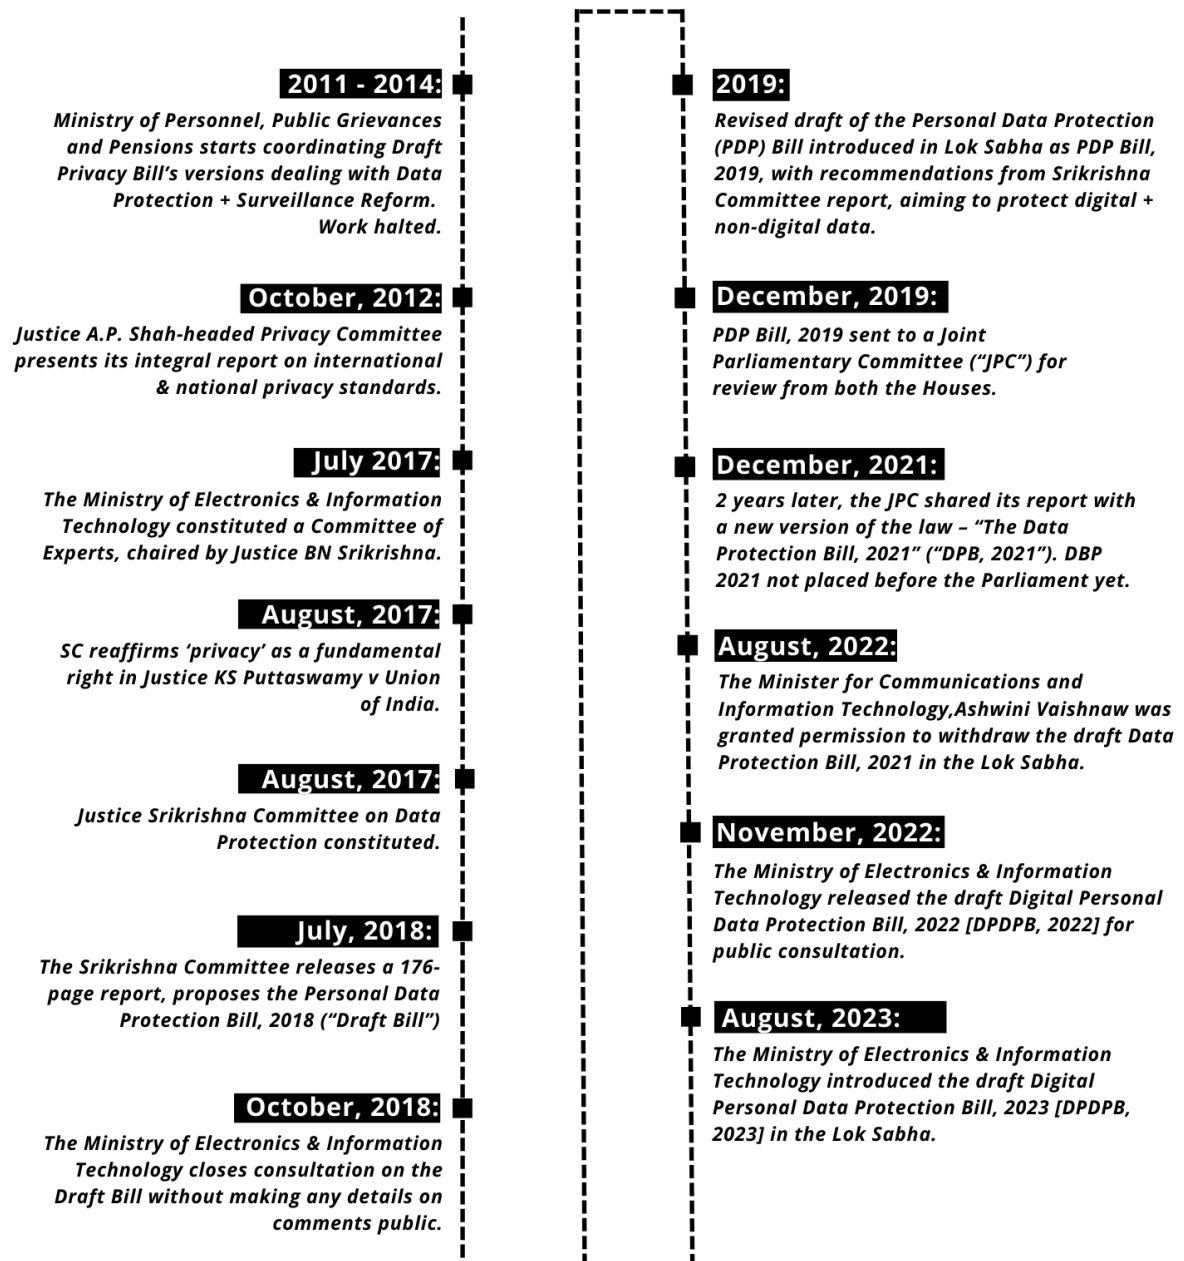 2011 - 2014:
Ministry of Personnel, Public Grievances
and Pensions starts coordinating Draft
Privacy Bill’s versions dealing with Data
Protection + Surveillance Reform.
Work halted.
October, 2012:
Justice A.P. Shah-headed Privacy Committee
presents its integral report on international
& national privacy standards.
July 2017:
The Ministry of Electronics & Information
Technology constituted a Committee of
Experts, chaired by Justice BN Srikrishna.
August, 2017:
SC reaffirms ‘privacy’ as a fundamental
right in Justice KS Puttaswamy v Union
of India.
August, 2017:
Justice Srikrishna Committee on Data
Protection constituted.
July, 2018:
The Srikrishna Committee releases a 176-
page report, proposes the Personal Data
Protection Bill, 2018 (“Draft Bill”)
October, 2018:
The Ministry of Electronics & Information
Technology closes consultation on the
Draft Bill without making any details on
comments public.
2019:
Revised draft of the Personal Data Protection
(PDP) Bill introduced in Lok Sabha as PDP Bill,
2019, with recommendations from Srikrishna
Committee report, aiming to protect digital +
non-digital data.
December, 2019:
PDP Bill, 2019 sent to a Joint
Parliamentary Committee (“JPC”) for
review from both the Houses.
December, 2021:
2 years later, the JPC shared its report with
a new version of the law – “The Data
Protection Bill, 2021” (“DPB, 2021”). DBP
2021 not placed before the Parliament yet.
August, 2022:
The Minister for Communications and
Information Technology,Ashwini Vaishnaw was
granted permission to withdraw the draft Data
Protection Bill, 2021 in the Lok Sabha.
November, 2022:
The Ministry of Electronics & Information
Technology released the draft Digital Personal
Data Protection Bill, 2022 [DPDPB, 2022] for
public consultation.
August, 2023:
The Ministry of Electronics & Information
Technology introduced the draft Digital
Personal Data Protection Bill, 2023 [DPDPB,
2023] in the Lok Sabha.